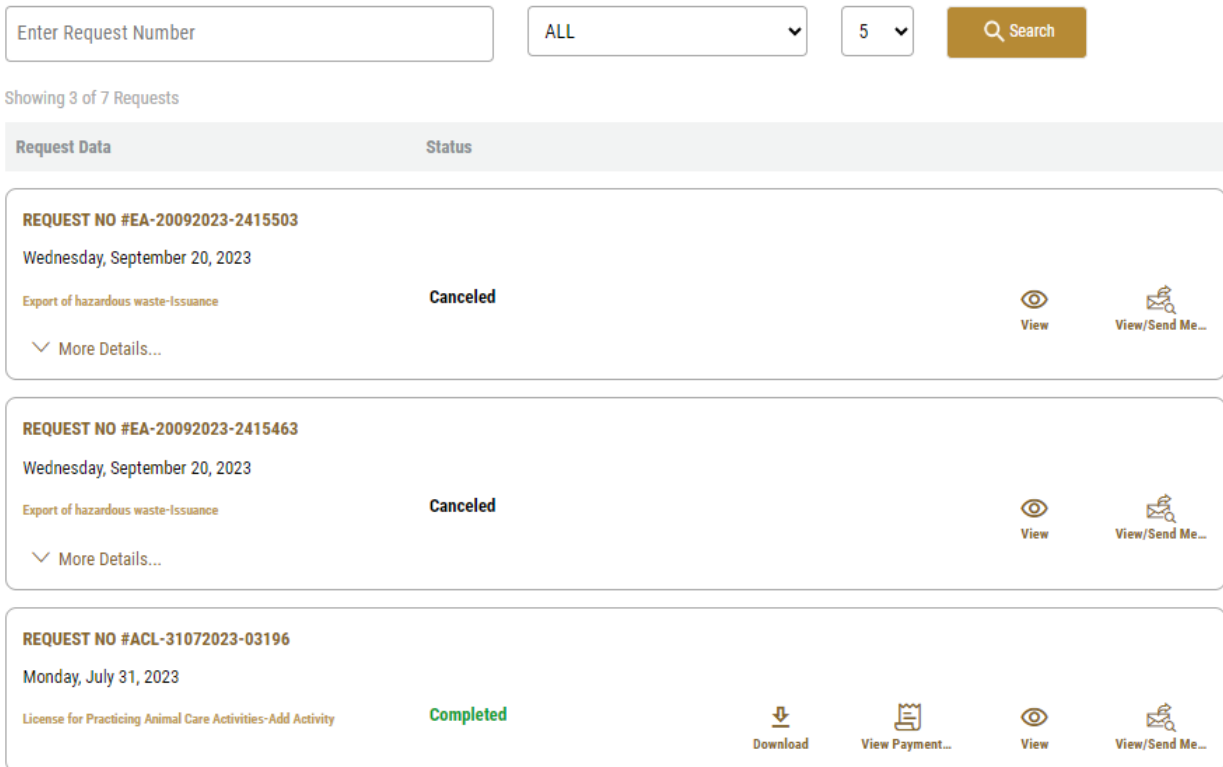 Enter Request Number ALL 5 Search
Showing 3 of 7 Requests
Request Data Status
REQUEST NO #EA-20092023-2415503
Wednesday, September 20, 2023
Export of hazardous waste-Issuance Canceled View View/Send Me...
More Details...
REQUEST NO #EA-20092023-2415463
Wednesday, September 20, 2023
Export of hazardous waste-Issuance Canceled View View/Send Me...
More Details...
REQUEST NO #ACL-31072023-03196
Monday, July 31, 2023
License for Practicing Animal Care Activities-Add Activity Completed Download View Payment... View View/Send Me...